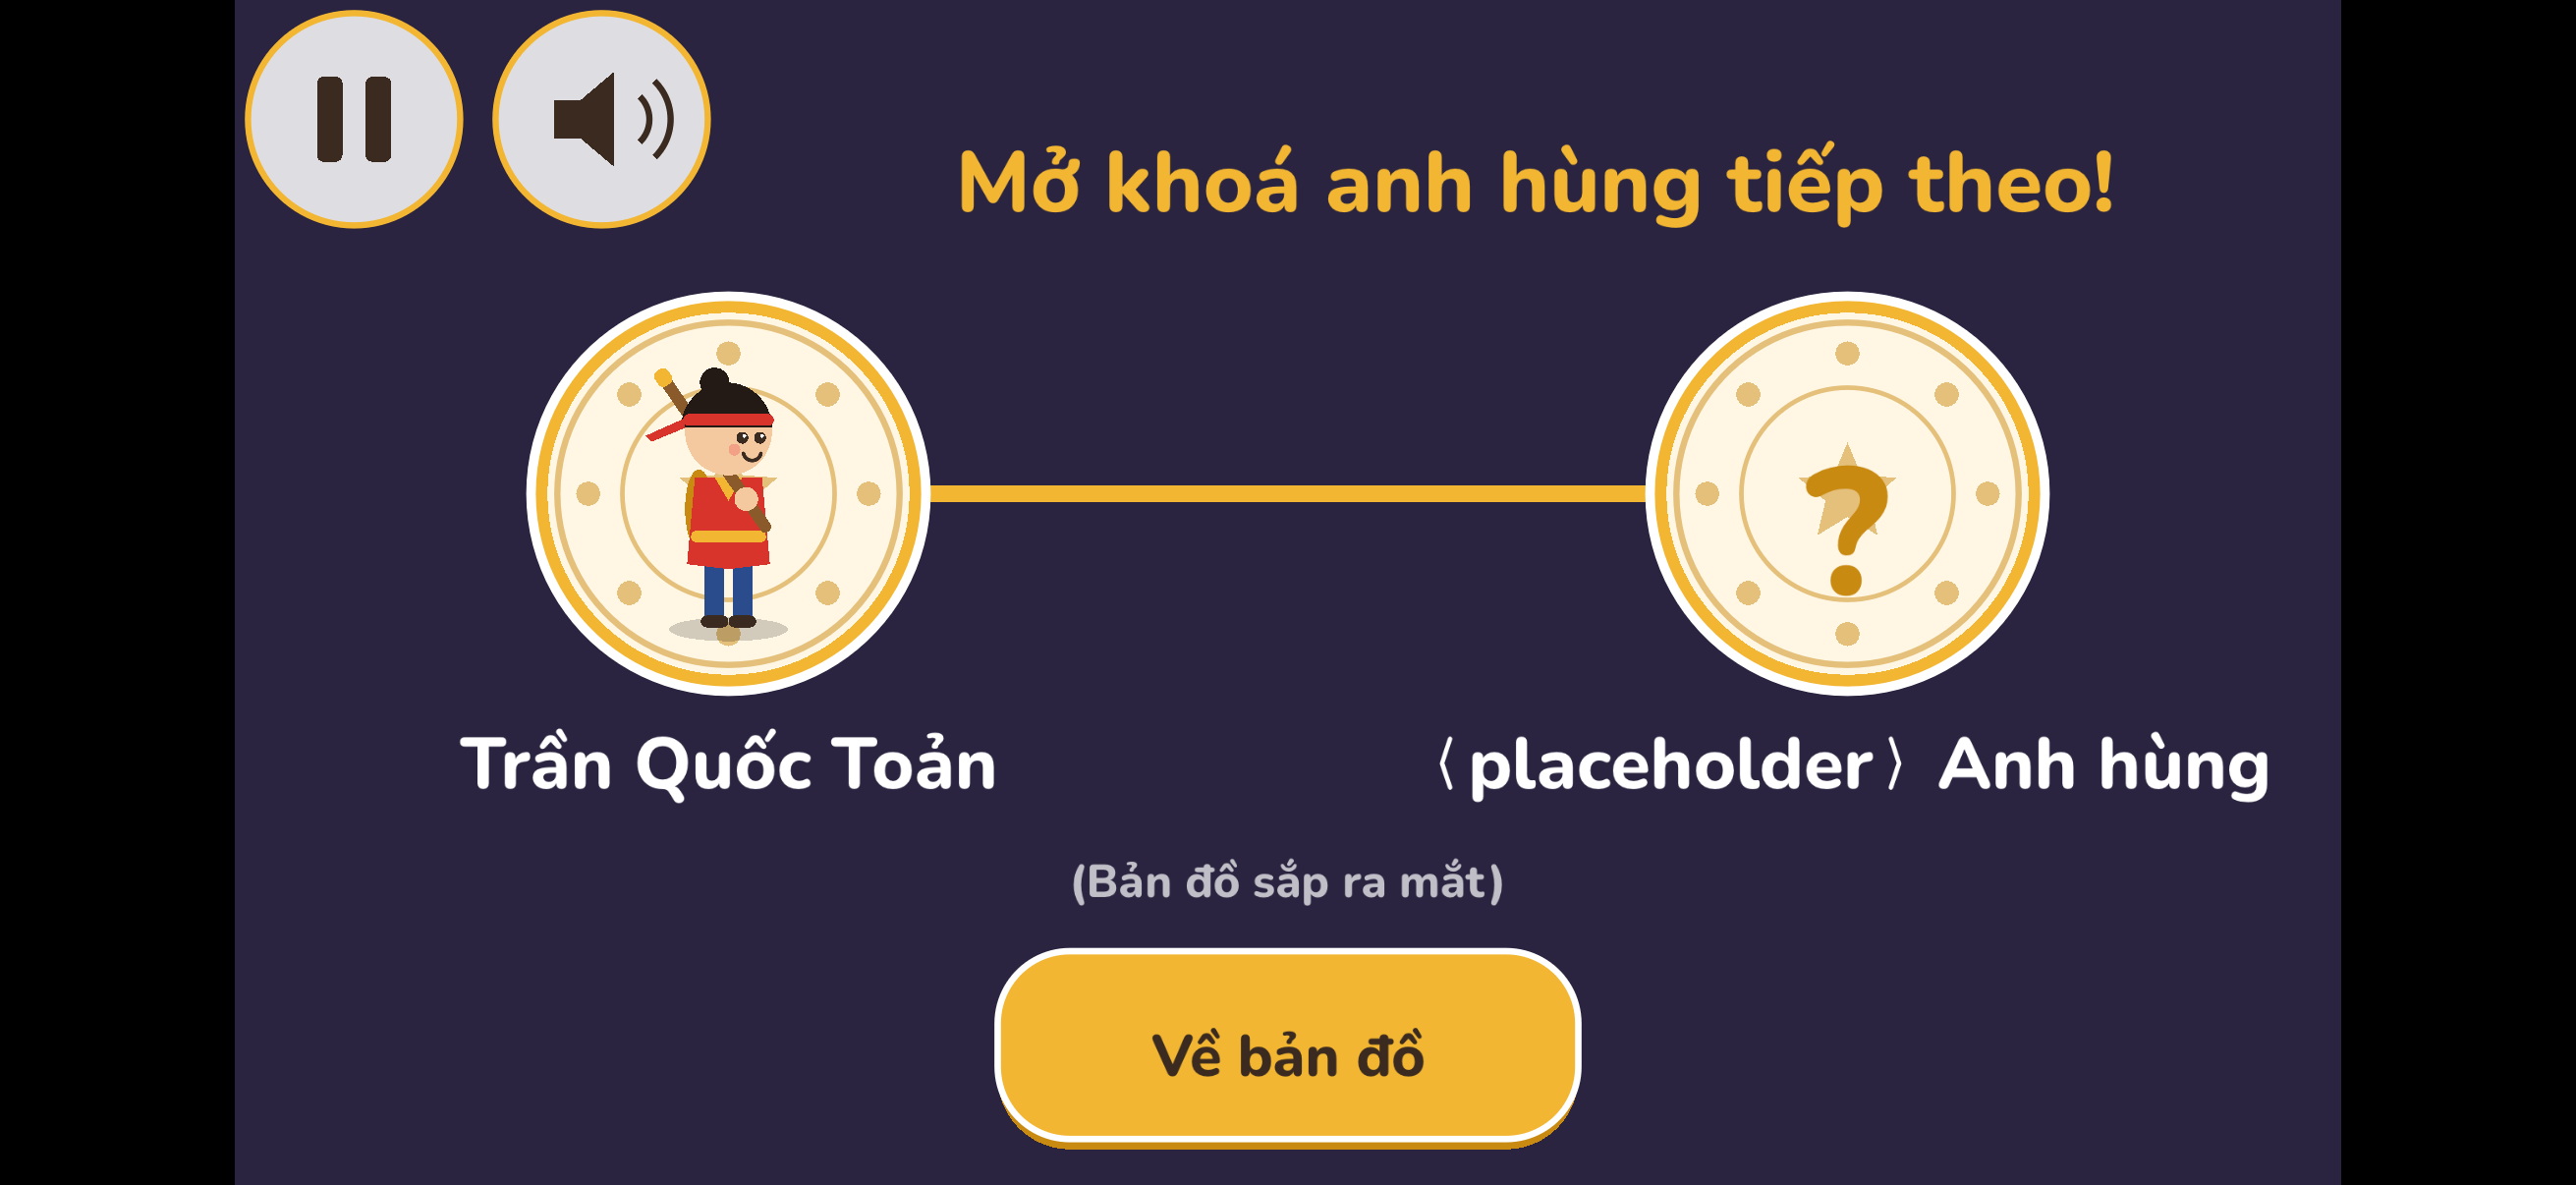 Mở khoá anh hùng tiếp theo!
Trần Quốc Toản
⟨placeholder⟩ Anh hùng
(Bản đồ sắp ra mắt)
Về bản đồ